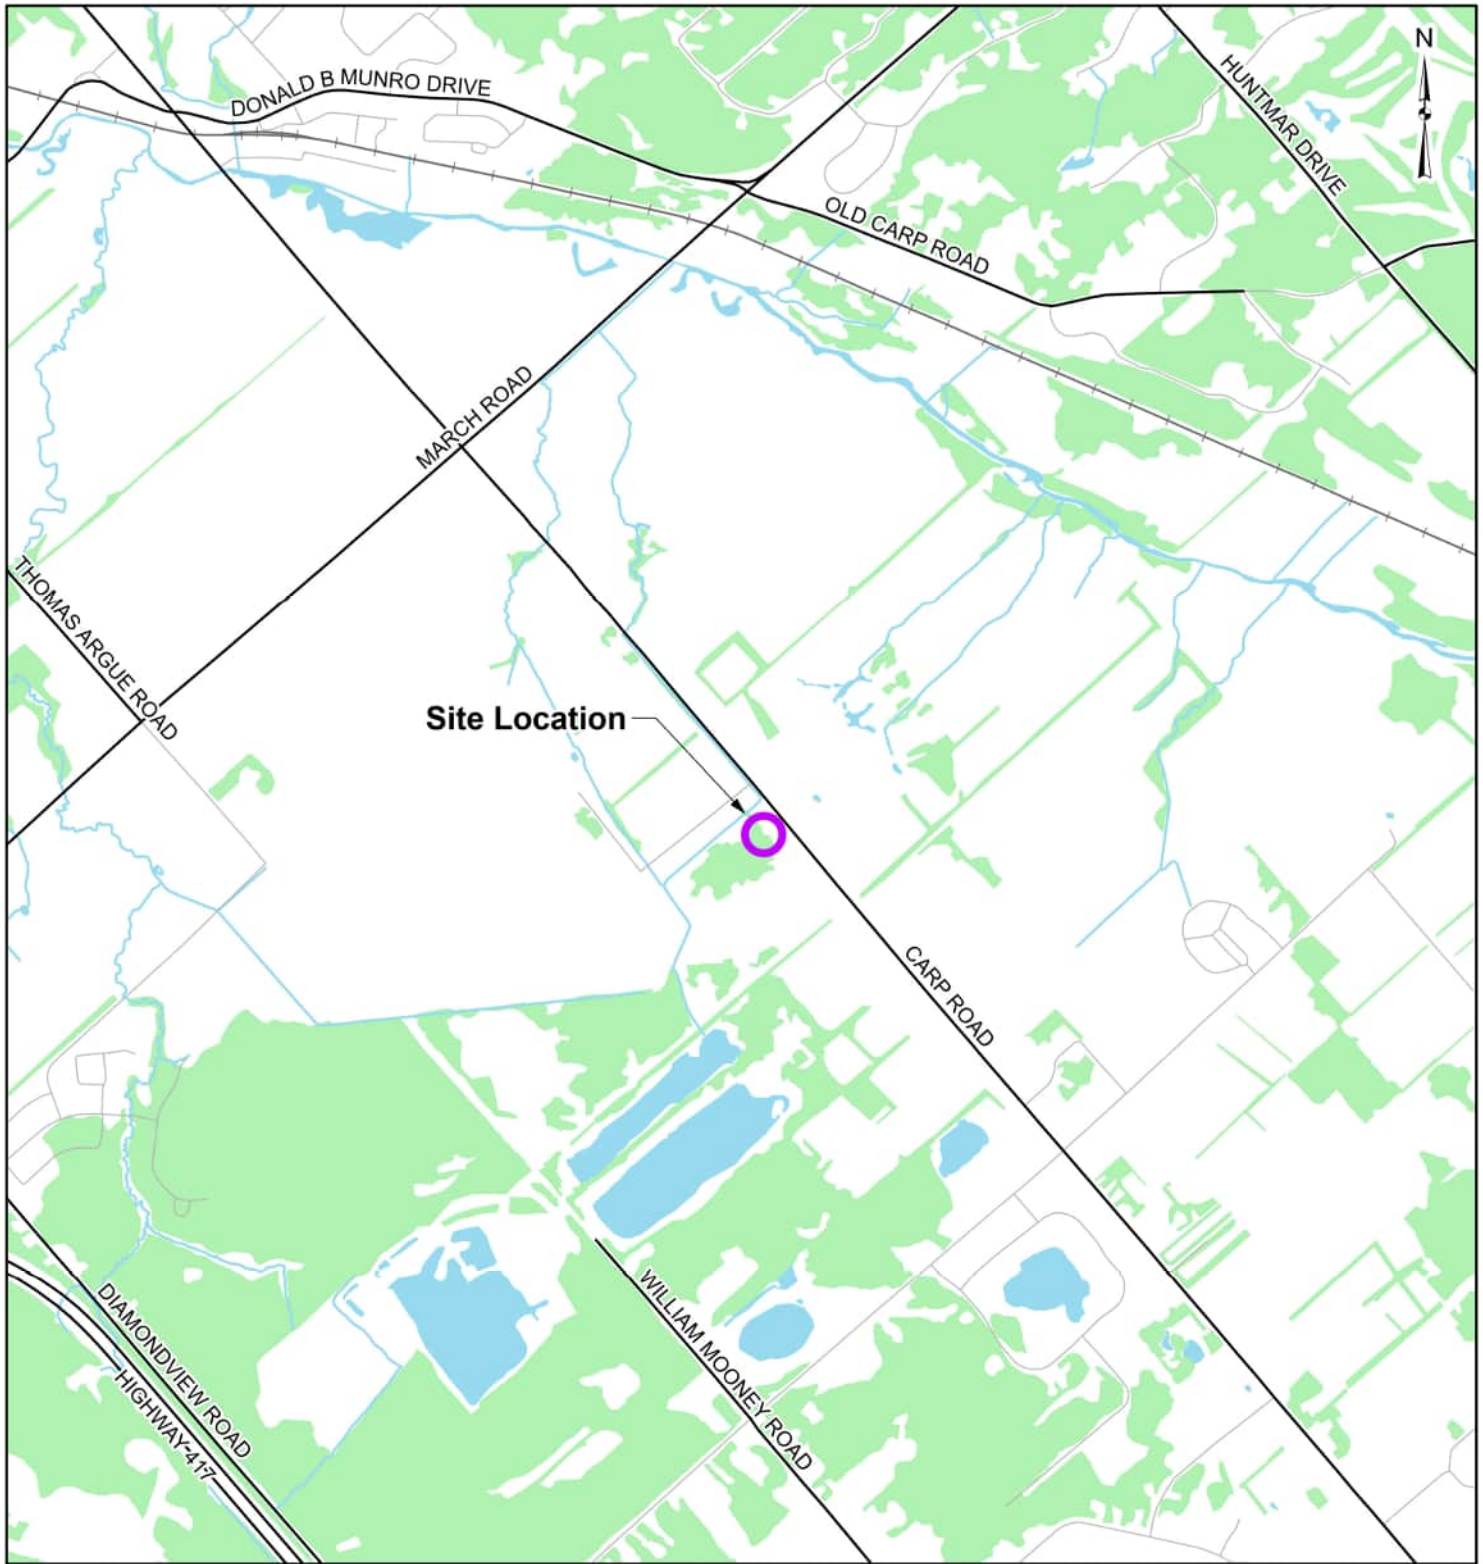 N
HUNTMAR DRIVE
DONALD B MUNRO DRIVE
OLD CARP ROAD
MARCH ROAD
THOMAS ARGUE ROAD
Site Location
CARP ROAD
WILLIAM MOONEY ROAD
DIAMONDVIEW ROAD
HIGHWAY 417